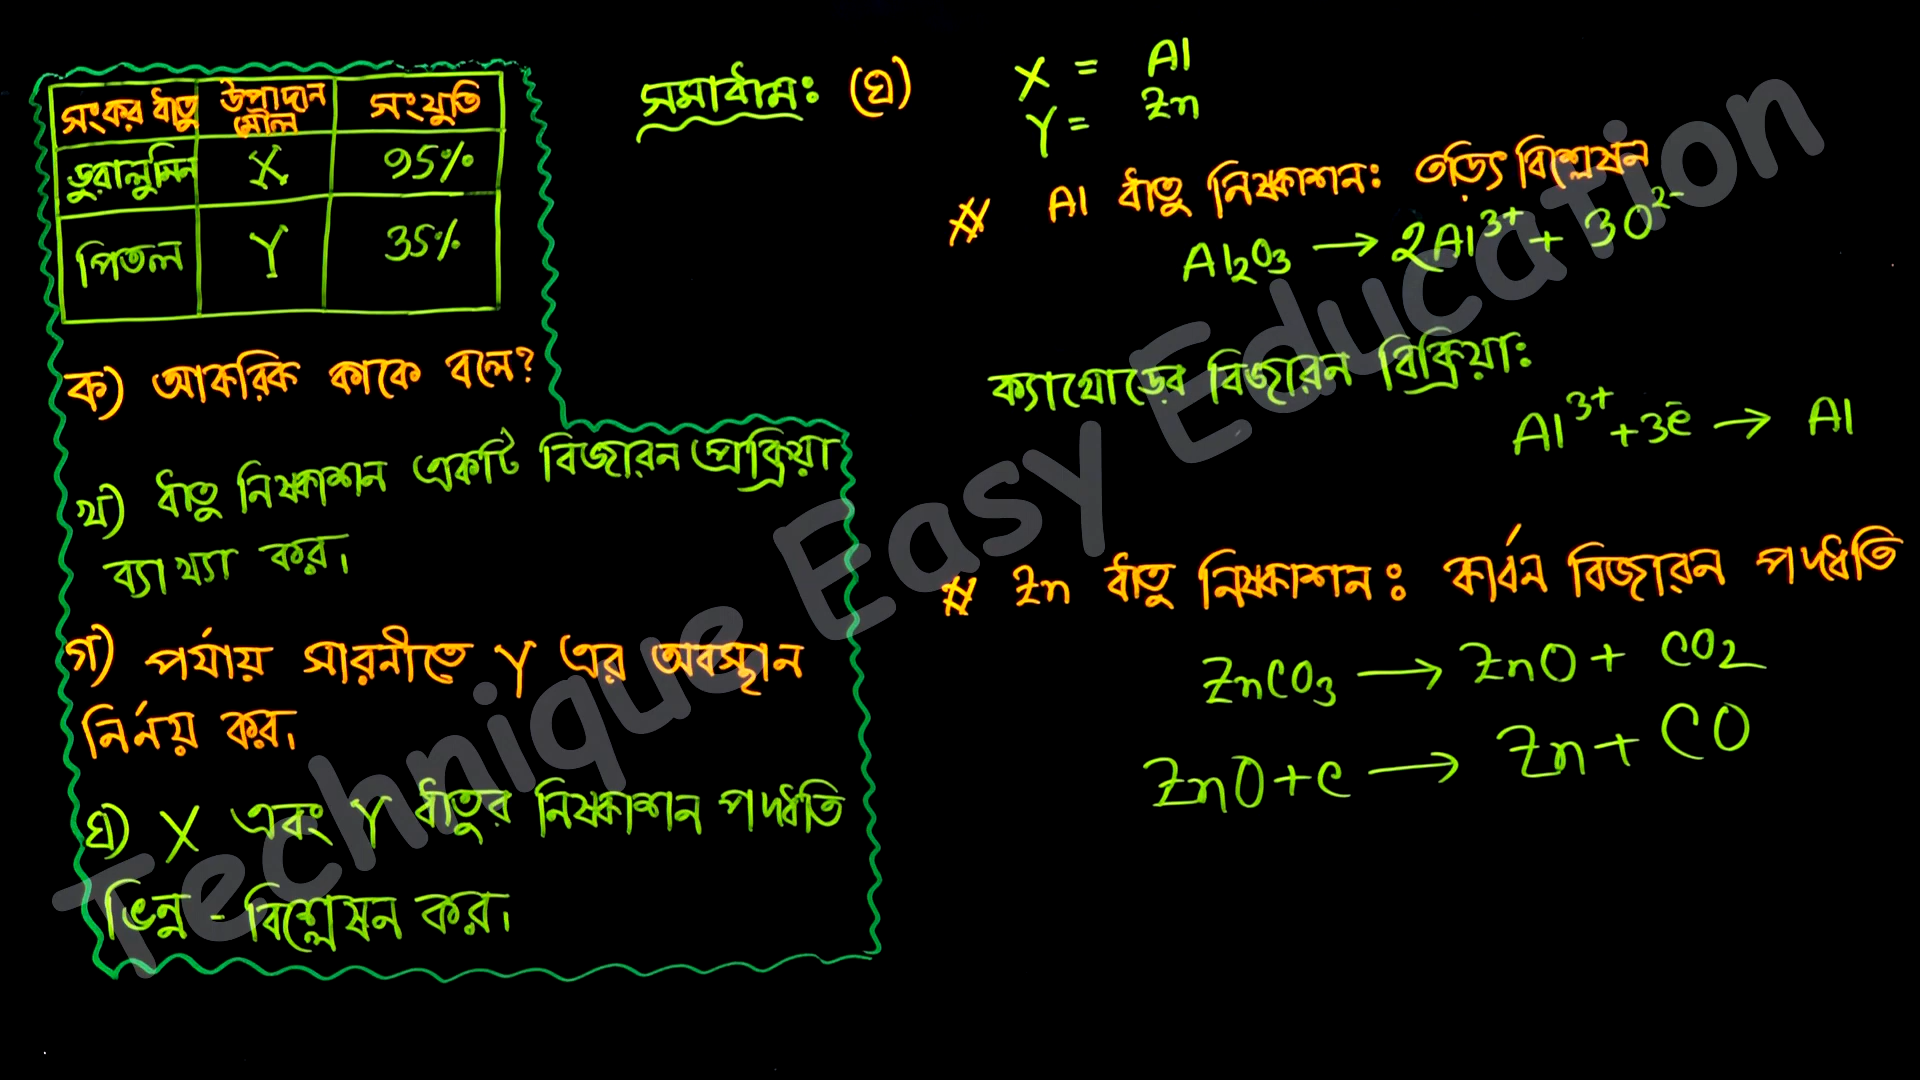 সংকর ধাতু	উপাদান মৌল	সংযুতি
ডুরালুমিন	X	95%
পিতল	Y	35%
ক) আকরিক কাকে বলে?
খ) ধাতু নিষ্কাশন একটি বিজারন প্রক্রিয়া
ব্যাখ্যা কর।
গ) পর্যায় সারনীতে Y এর অবস্থান
নির্নয় কর।
ঘ) X এবং Y ধাতুর নিষ্কাশন পদ্ধতি
ভিন্ন - বিশ্লেষন কর।
সমাধান: (ঘ)
X = Al
Y = Zn
# Al ধাতু নিষ্কাশন: তড়িৎ বিশ্লেষন
Al₂O₃ → 2Al³⁺ + 3O²⁻
ক্যাথোডের বিজারন বিক্রিয়া:
Al³⁺ + 3ē → Al
# Zn ধাতু নিষ্কাশন: কার্বন বিজারন পদ্ধতি
ZnCO₃ → ZnO + CO₂
ZnO + C → Zn + CO
Technique Easy Education